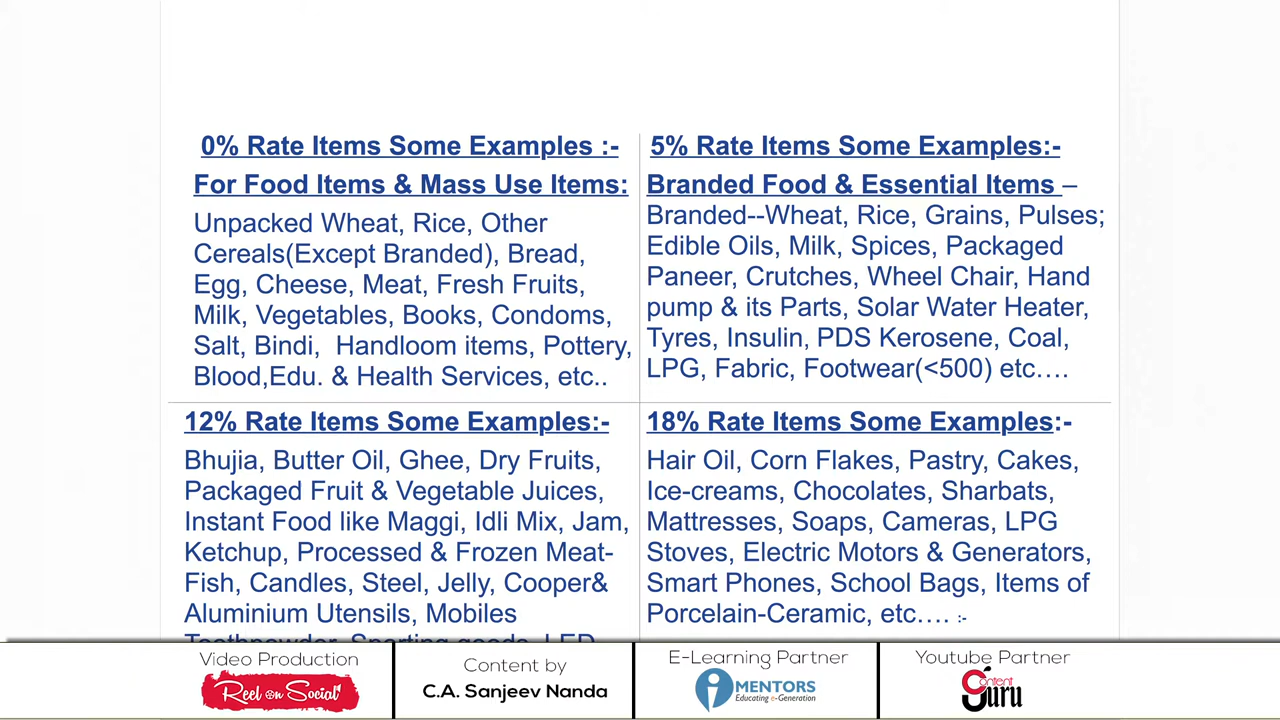 0% Rate Items Some Examples :-
For Food Items & Mass Use Items:
Unpacked Wheat, Rice, Other
Cereals(Except Branded), Bread,
Egg, Cheese, Meat, Fresh Fruits,
Milk, Vegetables, Books, Condoms,
Salt, Bindi, Handloom items, Pottery,
Blood,Edu. & Health Services, etc..
5% Rate Items Some Examples:-
Branded Food & Essential Items –
Branded--Wheat, Rice, Grains, Pulses;
Edible Oils, Milk, Spices, Packaged
Paneer, Crutches, Wheel Chair, Hand
pump & its Parts, Solar Water Heater,
Tyres, Insulin, PDS Kerosene, Coal,
LPG, Fabric, Footwear(<500) etc….
12% Rate Items Some Examples:-
Bhujia, Butter Oil, Ghee, Dry Fruits,
Packaged Fruit & Vegetable Juices,
Instant Food like Maggi, Idli Mix, Jam,
Ketchup, Processed & Frozen Meat-
Fish, Candles, Steel, Jelly, Cooper&
Aluminium Utensils, Mobiles
Toothpowder, Sporting goods, LED
18% Rate Items Some Examples:-
Hair Oil, Corn Flakes, Pastry, Cakes,
Ice-creams, Chocolates, Sharbats,
Mattresses, Soaps, Cameras, LPG
Stoves, Electric Motors & Generators,
Smart Phones, School Bags, Items of
Porcelain-Ceramic, etc…. :-
Video Production
Reel on Social
Content by
C.A. Sanjeev Nanda
E-Learning Partner
iMENTORS
Educating e-Generation
Youtube Partner
Content Guru